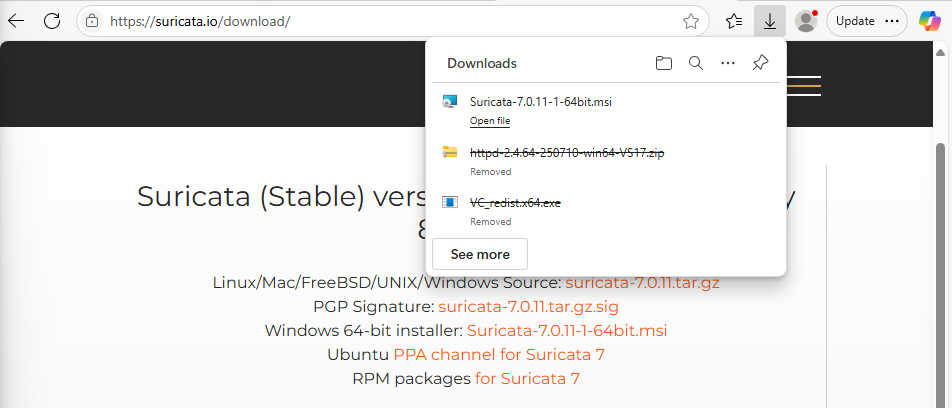 https://suricata.io/download/
Update
Downloads
Suricata-7.0.11-1-64bit.msi
Open file
httpd-2.4.64-250710-win64-VS17.zip
Removed
VC_redist.x64.exe
Removed
See more
Suricata (Stable) vers
y
Linux/Mac/FreeBSD/UNIX/Windows Source: suricata-7.0.11.tar.gz
PGP Signature: suricata-7.0.11.tar.gz.sig
Windows 64-bit installer: Suricata-7.0.11-1-64bit.msi
Ubuntu PPA channel for Suricata 7
RPM packages for Suricata 7